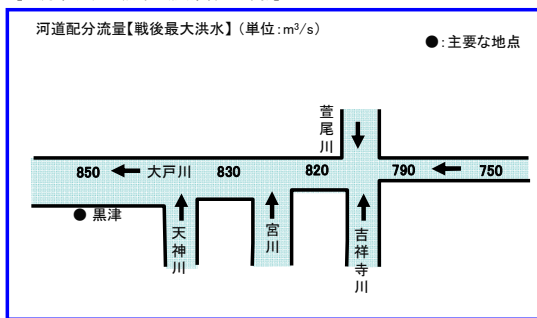 河道配分流量【戦後最大洪水】（単位：m³/s）
●：主要な地点
萱尾川
850
大戸川
830
820
790
750
● 黒津
天神川
宮川
吉祥寺川